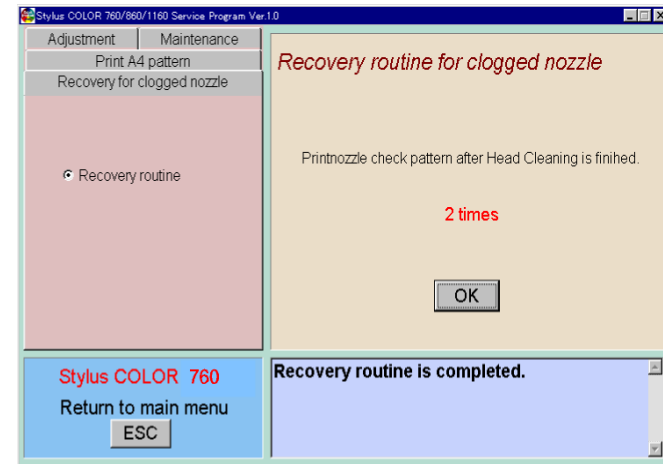 Stylus COLOR 760/860/1160 Service Program Ver.1.0
Adjustment
Maintenance
Print A4 pattern
Recovery for clogged nozzle
Recovery routine
Recovery routine for clogged nozzle
Printnozzle check pattern after Head Cleaning is finihed.
2 times
OK
Stylus COLOR 760
Return to main menu
ESC
Recovery routine is completed.